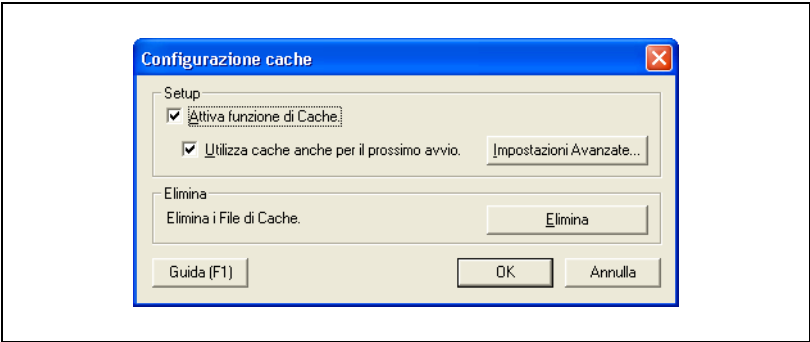 Configurazione cache
Setup
Attiva funzione di Cache.
Utilizza cache anche per il prossimo avvio.
Impostazioni Avanzate...
Elimina
Elimina i File di Cache.
Elimina
Guida (F1)
OK
Annulla